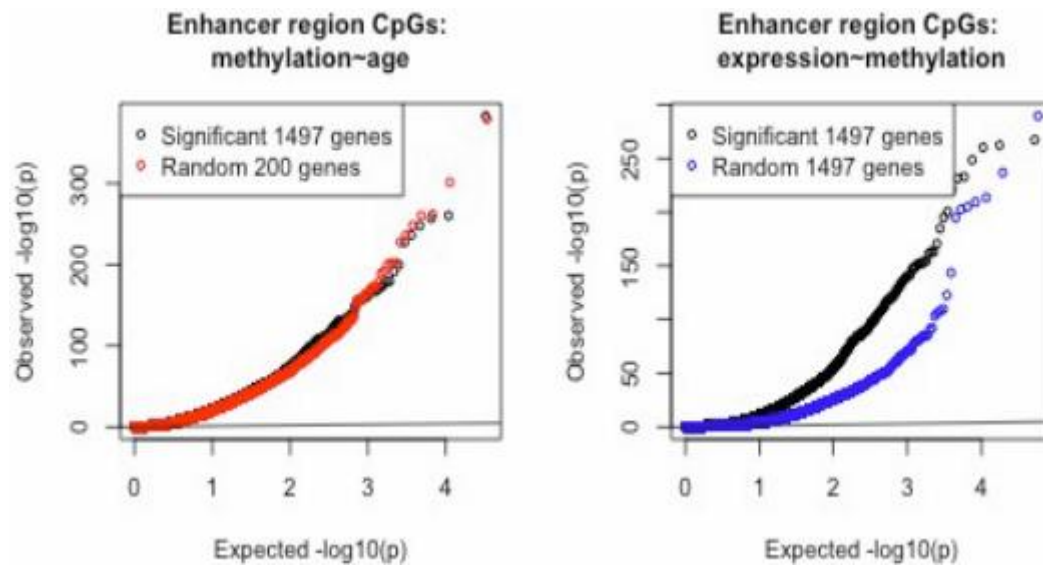 Enhancer region CpGs:
methylation~age
Significant 1497 genes
Random 200 genes
Observed -log10(p)
0 100 200 300
0 1 2 3 4
Expected -log10(p)
Enhancer region CpGs:
expression~methylation
Significant 1497 genes
Random 1497 genes
Observed -log10(p)
0 50 150 250
0 1 2 3 4
Expected -log10(p)